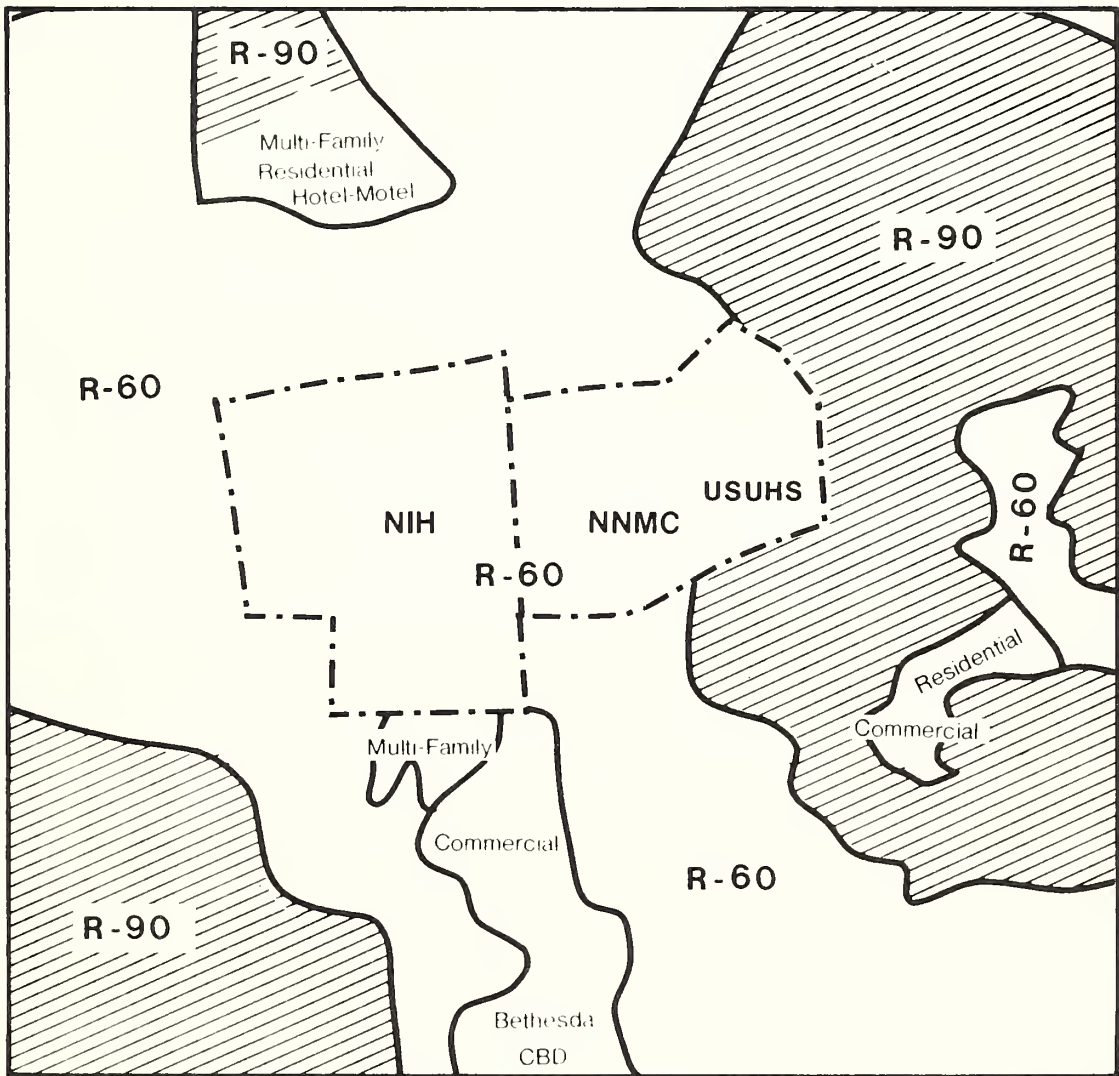 R-90
Multi-Family
Residential
Hotel-Motel
R-90
R-60
R-60
NIH
NNMC
USUHS
R-60
Residential
Commercial
Multi-Family
Commercial
R-60
R-90
Bethesda
CBD